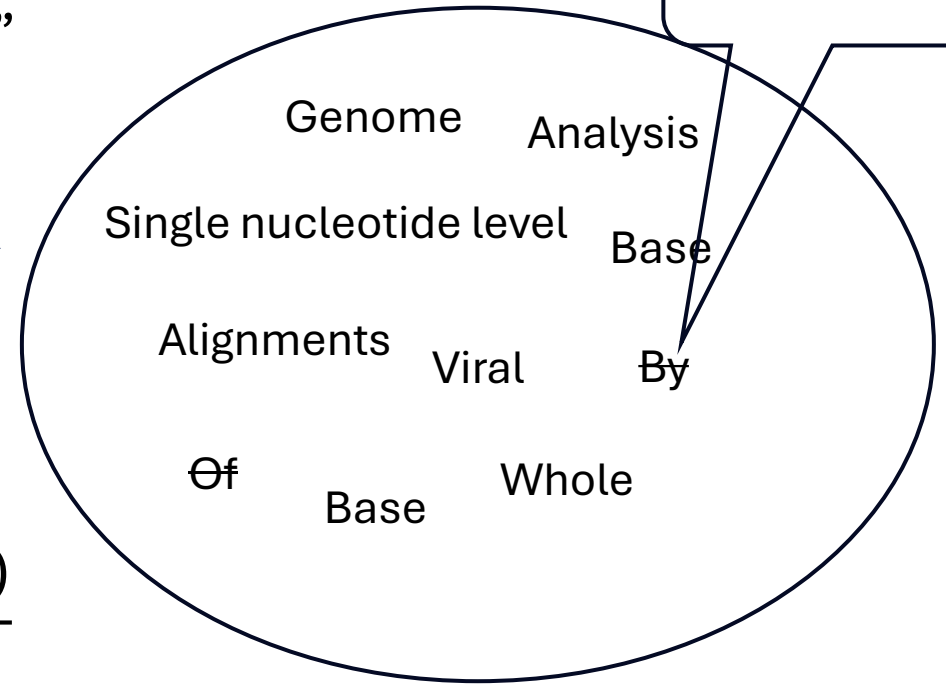 ”
Genome
Analysis
Single nucleotide level
Base
Alignments
Viral
By
Of
Whole
Base
)